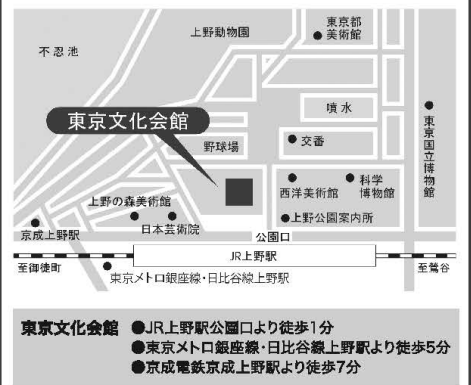 東京都
美術館
上野動物園
不忍池
噴水
東京文化会館
野球場
交番
東京国立博物館
西洋美術館
科学
博物館
上野の森美術館
日本芸術院
上野公園案内所
京成上野駅
公園口
JR上野駅
至御徒町
至鶯谷
東京メトロ銀座線・日比谷線上野駅
東京文化会館 ●JR上野駅公園口より徒歩1分
●東京メトロ銀座線・日比谷線上野駅より徒歩5分
●京成電鉄京成上野駅より徒歩7分